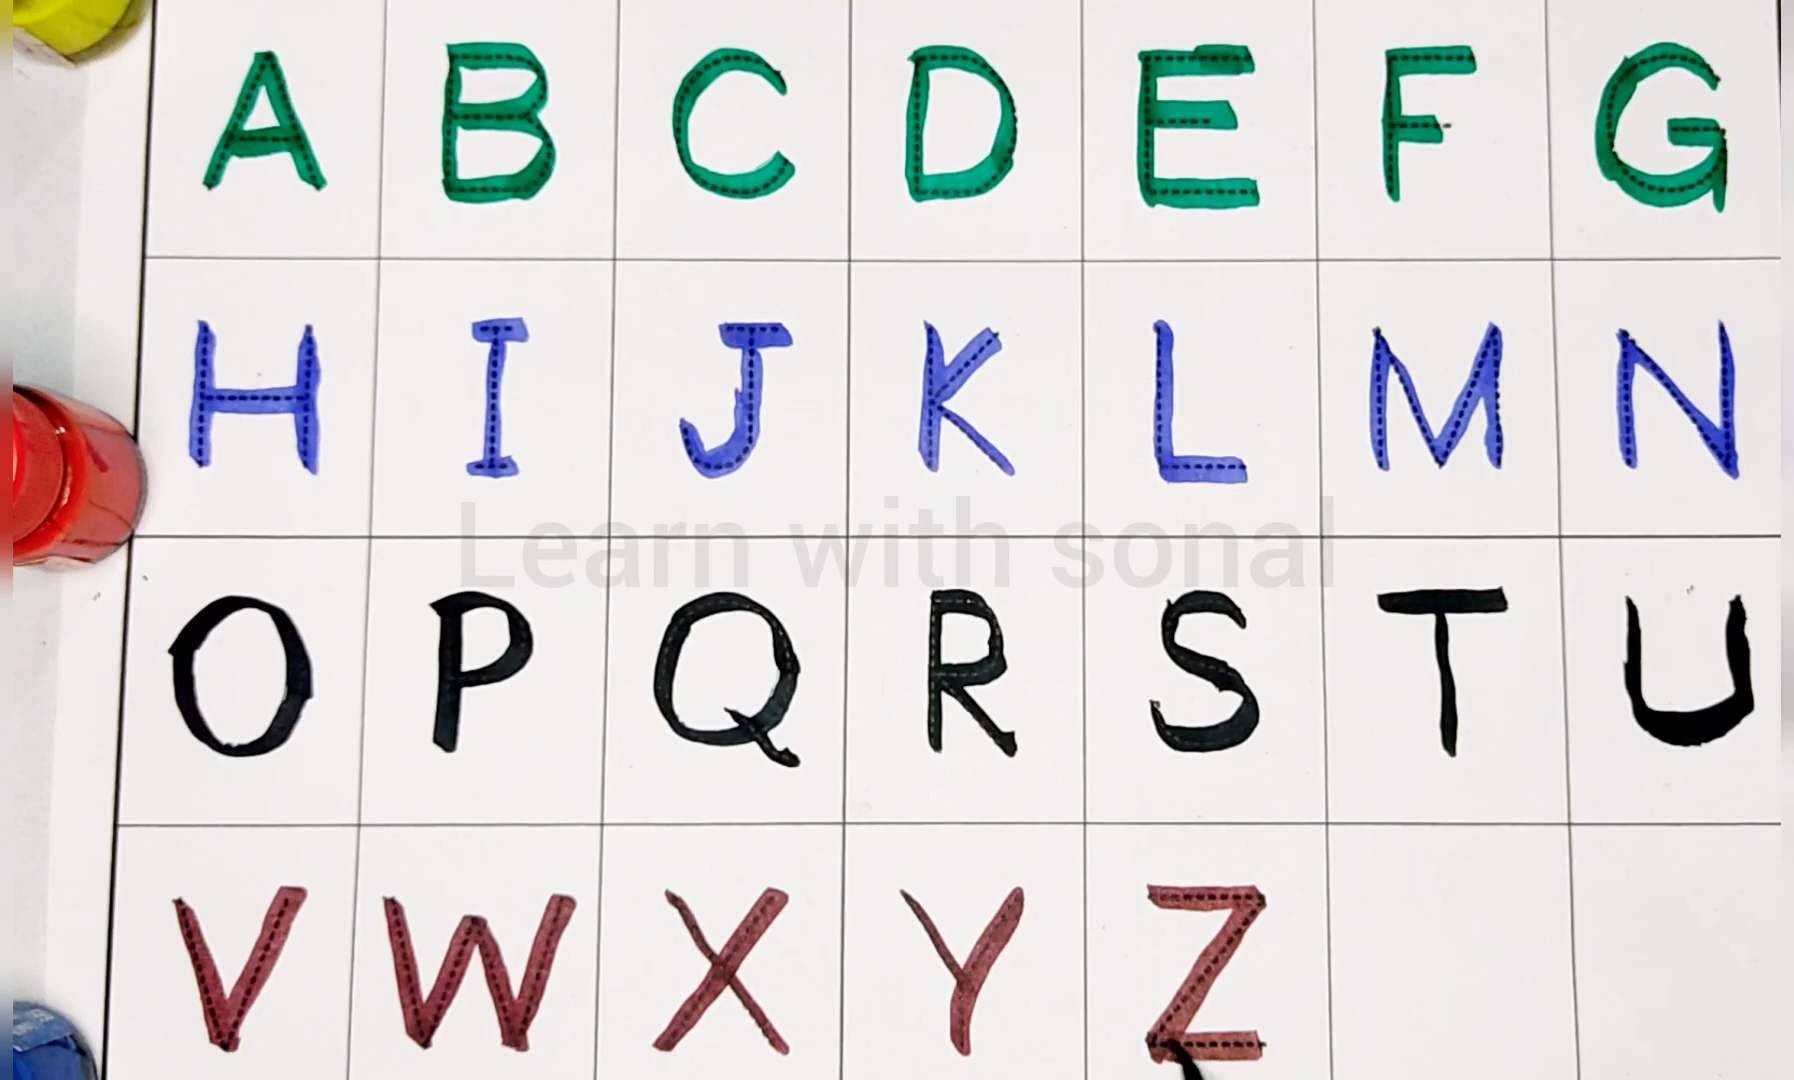 A B C D E F G
H I J K L M N
Learn with sonal
O P Q R S T U
V W X Y Z